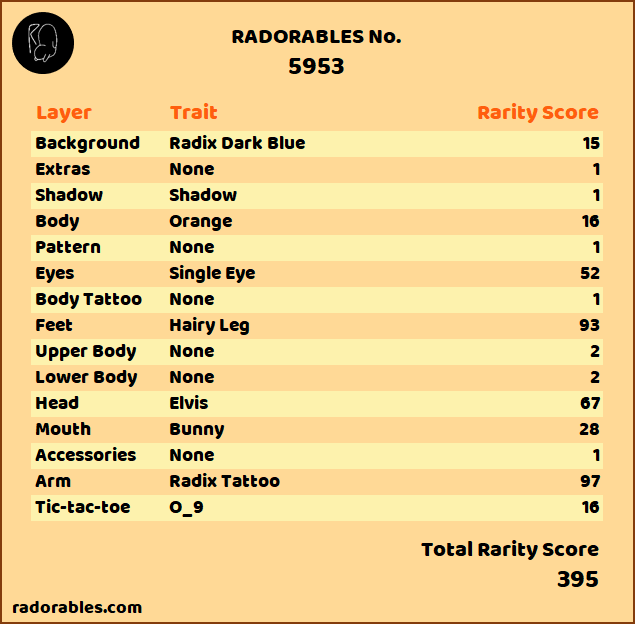 RADORABLES No.
5953
Layer Trait Rarity Score
Background Radix Dark Blue 15
Extras None 1
Shadow Shadow 1
Body Orange 16
Pattern None 1
Eyes Single Eye 52
Body Tattoo None 1
Feet Hairy Leg 93
Upper Body None 2
Lower Body None 2
Head Elvis 67
Mouth Bunny 28
Accessories None 1
Arm Radix Tattoo 97
Tic-tac-toe O_9 16
Total Rarity Score
395
radorables.com